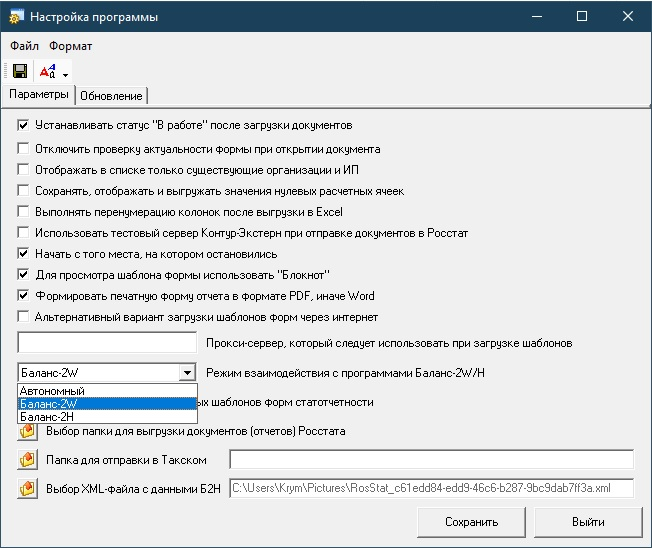 Настройка программы
Файл Формат
Параметры Обновление
Устанавливать статус "В работе" после загрузки документов
Отключить проверку актуальности формы при открытии документа
Отображать в списке только существующие организации и ИП
Сохранять, отображать и выгружать значения нулевых расчетных ячеек
Выполнять перенумерацию колонок после выгрузки в Excel
Использовать тестовый сервер Контур-Экстерн при отправке документов в Росстат
Начать с того места, на котором остановились
Для просмотра шаблона формы использовать "Блокнот"
Формировать печатную форму отчета в формате PDF, иначе Word
Альтернативный вариант загрузки шаблонов форм через интернет
Прокси-сервер, который следует использовать при загрузке шаблонов
Баланс-2W Режим взаимодействия с программами Баланс-2W/Н
Автономный
Баланс-2W шаблонов форм статотчетности
Баланс-2Н
Выбор папки для выгрузки документов (отчетов) Росстата
Папка для отправки в Такском
Выбор XML-файла с данными Б2Н C:\Users\Krym\Pictures\RosStat_c61edd84-edd9-46c6-b287-9bc9dab7ff3a.xml
Сохранить Выйти